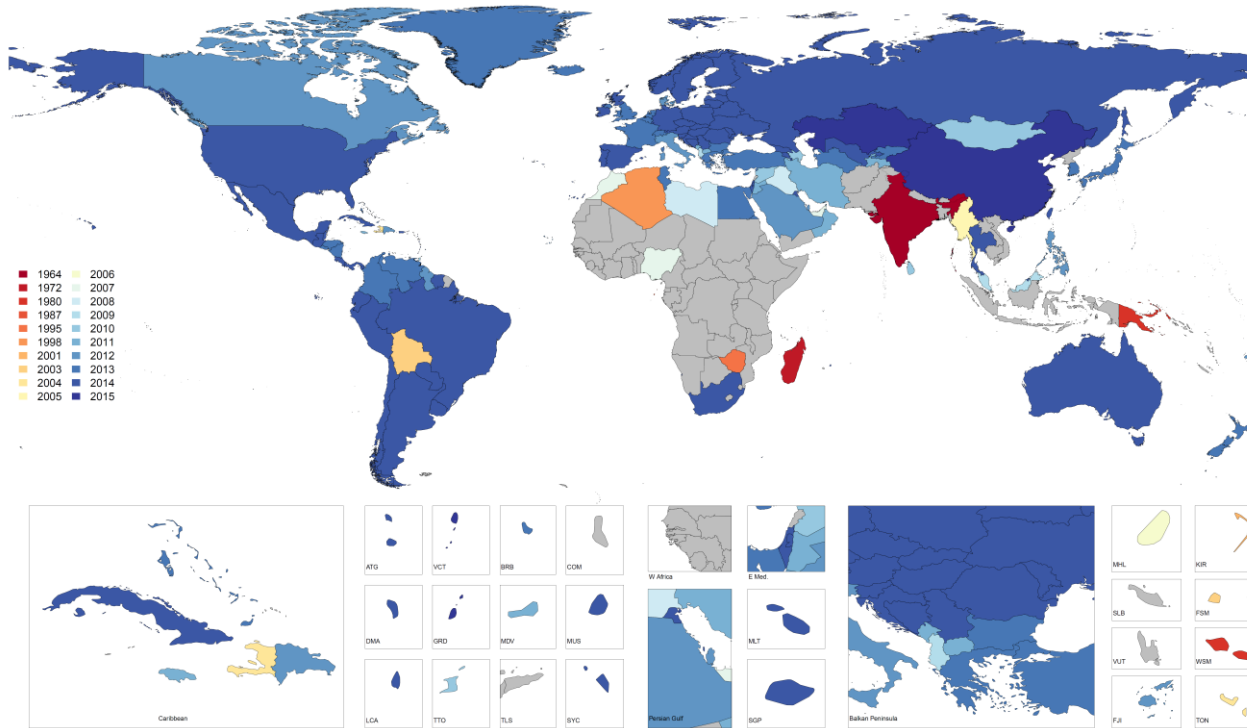 1964 2006
1972 2007
1980 2008
1987 2009
1995 2010
1998 2011
2001 2012
2003 2013
2004 2014
2005 2015
ATG VCT BRB COM W Africa E Med. MHL KIR
DMA GRD MDV MUS MLT SLB FSM
VUT WSM
Caribbean LCA TTO TLS SYC Persian Gulf SGP Balkan Peninsula FJI TON